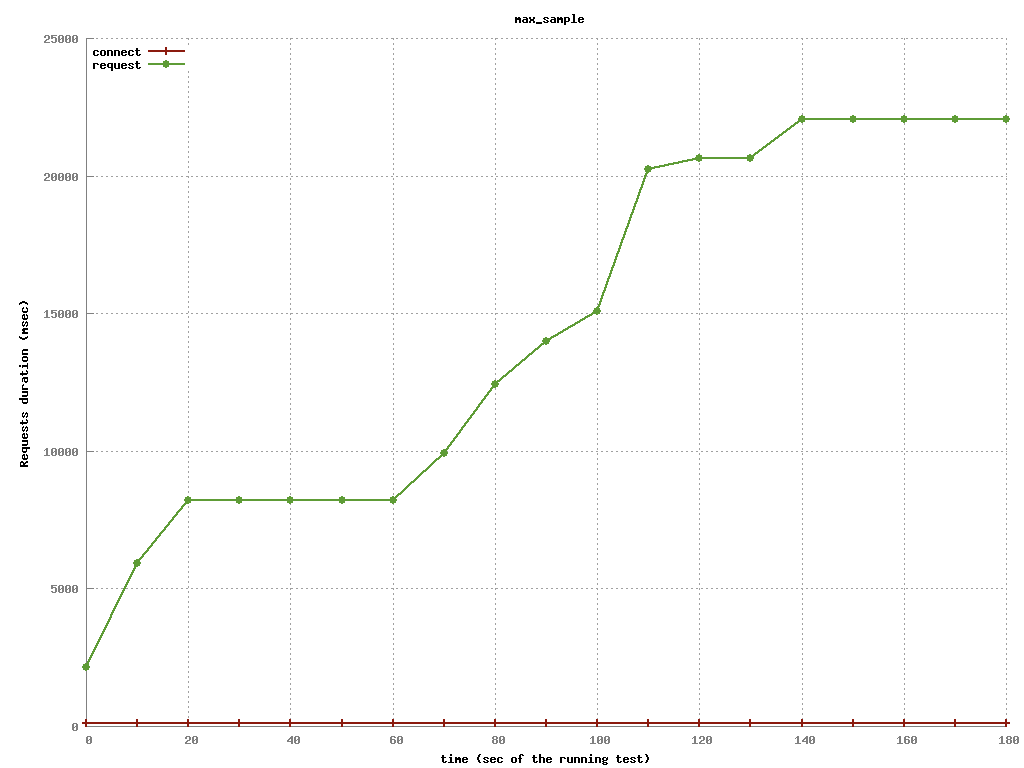 max_sample
25000
connect
request
20000
15000
Requests duration (msec)
10000
5000
0
0 20 40 60 80 100 120 140 160 180
time (sec of the running test)